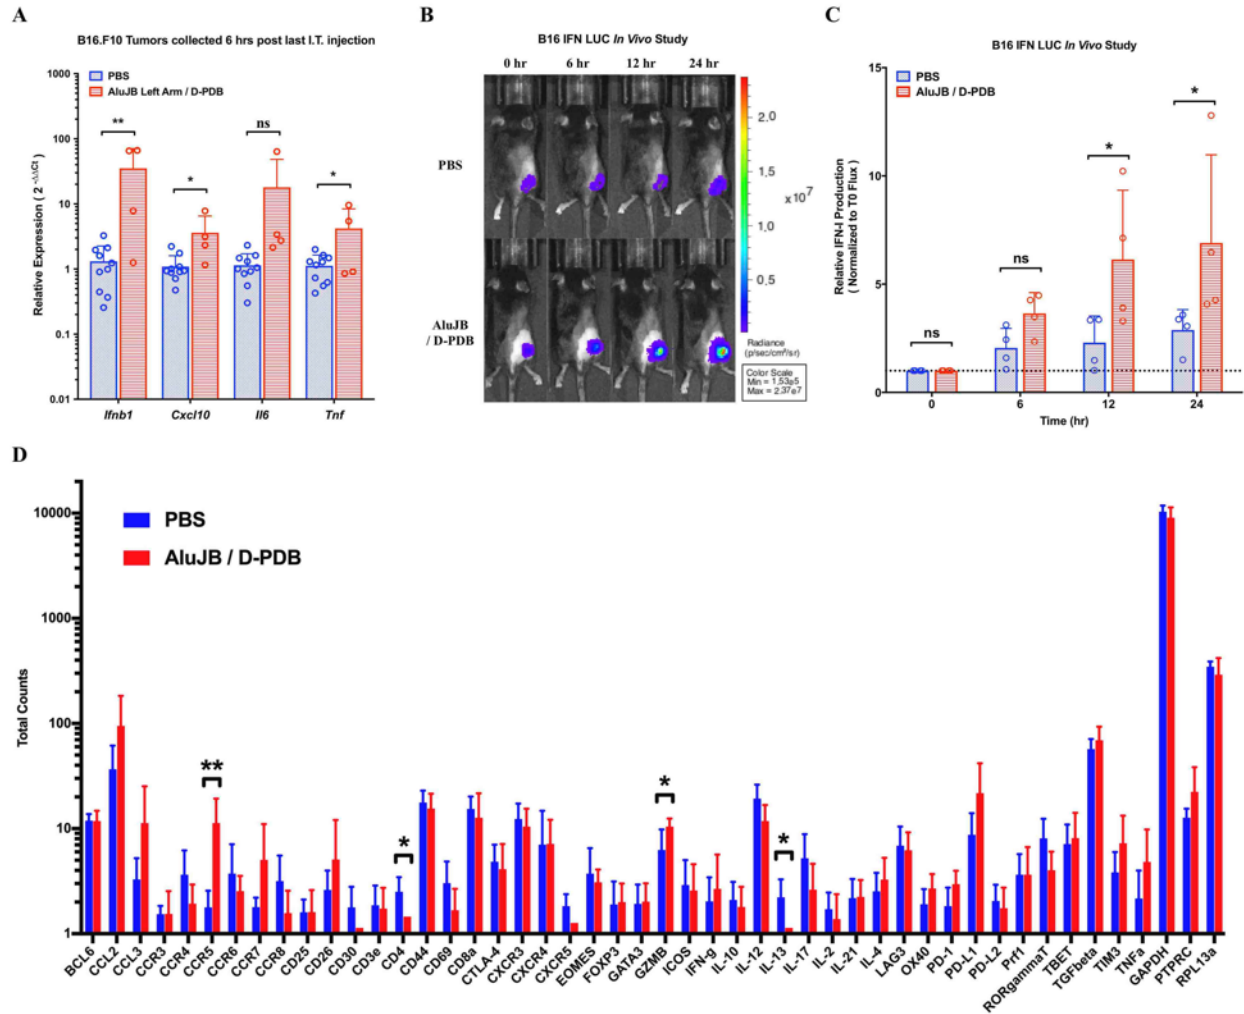 A
B16.F10 Tumors collected 6 hrs post last I.T. injection
PBS
AluJB Left Arm / D-PDB
Relative Expression ( 2 -ΔΔCt )
1000
100
10
1
0.1
0.01
**
*
ns
*
Ifnb1
Cxcl10
Il6
Tnf
B
B16 IFN LUC In Vivo Study
0 hr
6 hr
12 hr
24 hr
PBS
AluJB
/ D-PDB
2.0
1.5
x10⁷
1.0
0.5
Radiance
(p/sec/cm²/sr)
Color Scale
Min = 1.53e5
Max = 2.37e7
C
B16 IFN LUC In Vivo Study
PBS
AluJB / D-PDB
Relative IFN-I Production
( Normalized to T0 Flux)
15
10
5
0
ns
ns
*
*
0
6
12
24
Time (hr)
D
PBS
AluJB / D-PDB
Total Counts
10000
1000
100
10
1
**
*
*
*
BCL6
CCL2
CCL3
CCR3
CCR4
CCR5
CCR6
CCR7
CCR8
CD25
CD26
CD30
CD3e
CD4
CD44
CD69
CD8a
CTLA-4
CXCR3
CXCR4
CXCR5
EOMES
FOXP3
GATA3
GZMB
ICOS
IFN-g
IL-10
IL-12
IL-13
IL-17
IL-2
IL-21
IL-4
LAG3
OX40
PD-1
PD-L1
PD-L2
Prf1
RORgammaT
TBET
TGFbeta
TIM3
TNFa
GAPDH
PTPRC
RPL13a